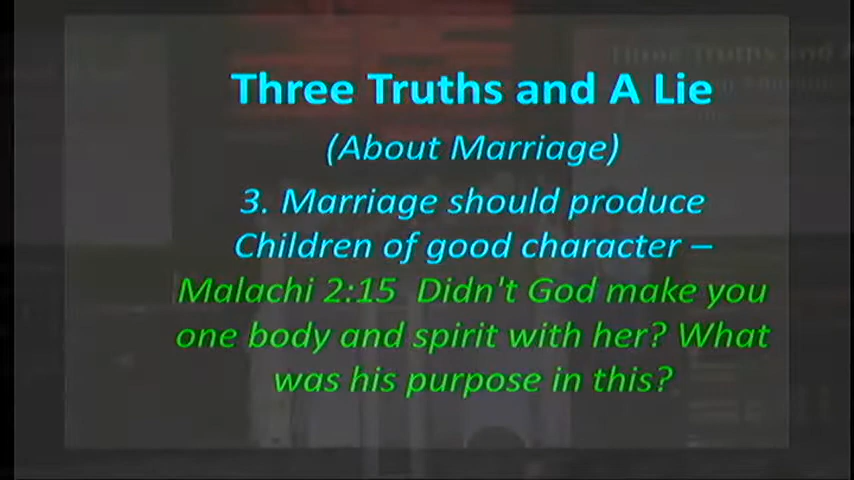 Three Truths and A Lie
(About Marriage)
3. Marriage should produce
Children of good character –
Malachi 2:15 Didn't God make you
one body and spirit with her? What
was his purpose in this?